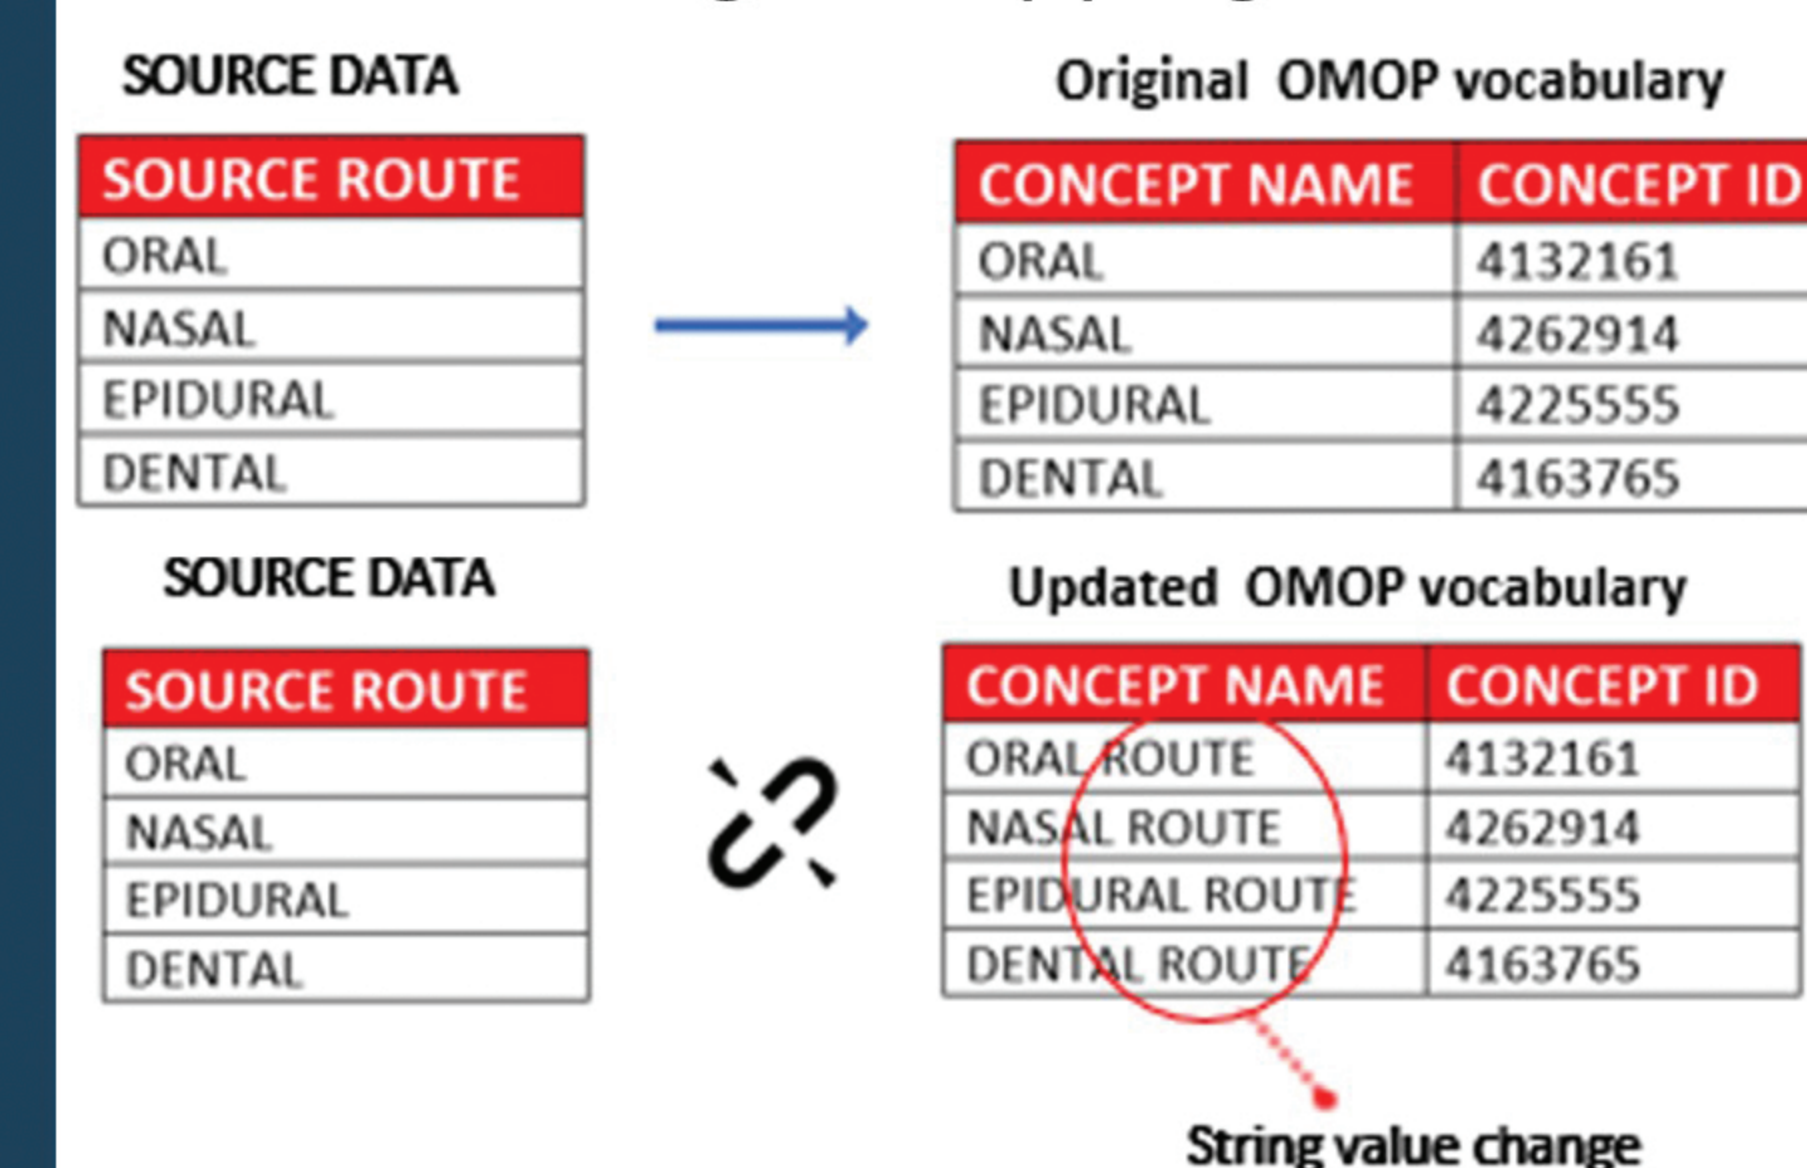 SOURCE DATA
Original OMOP vocabulary
SOURCE ROUTE
ORAL
NASAL
EPIDURAL
DENTAL
CONCEPT NAME CONCEPT ID
ORAL 4132161
NASAL 4262914
EPIDURAL 4225555
DENTAL 4163765
SOURCE DATA
Updated OMOP vocabulary
SOURCE ROUTE
ORAL
NASAL
EPIDURAL
DENTAL
CONCEPT NAME CONCEPT ID
ORAL ROUTE 4132161
NASAL ROUTE 4262914
EPIDURAL ROUTE 4225555
DENTAL ROUTE 4163765
String value change